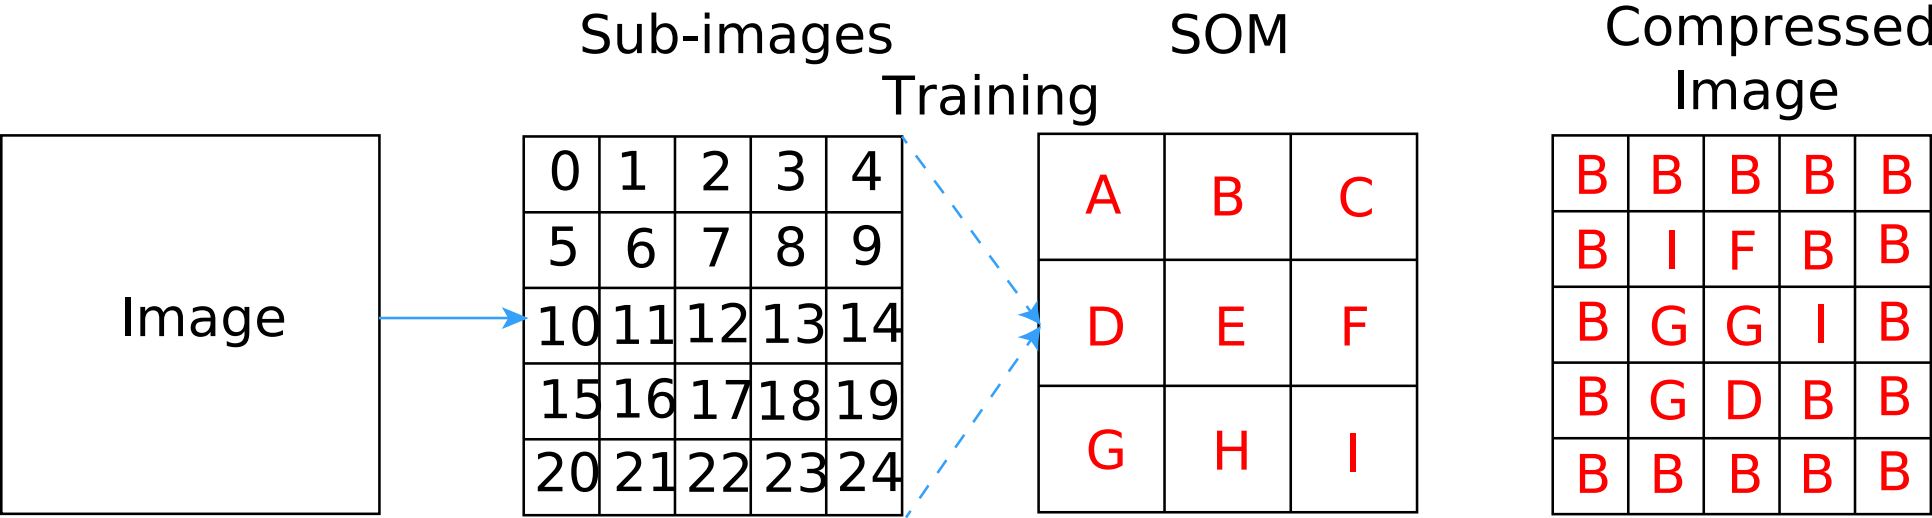 Sub-images
Training
SOM
Compressed
Image
Image
0 1 2 3 4
5 6 7 8 9
10 11 12 13 14
15 16 17 18 19
20 21 22 23 24
A B C
D E F
G H I
B B B B B
B I F B B
B G G I B
B G D B B
B B B B B